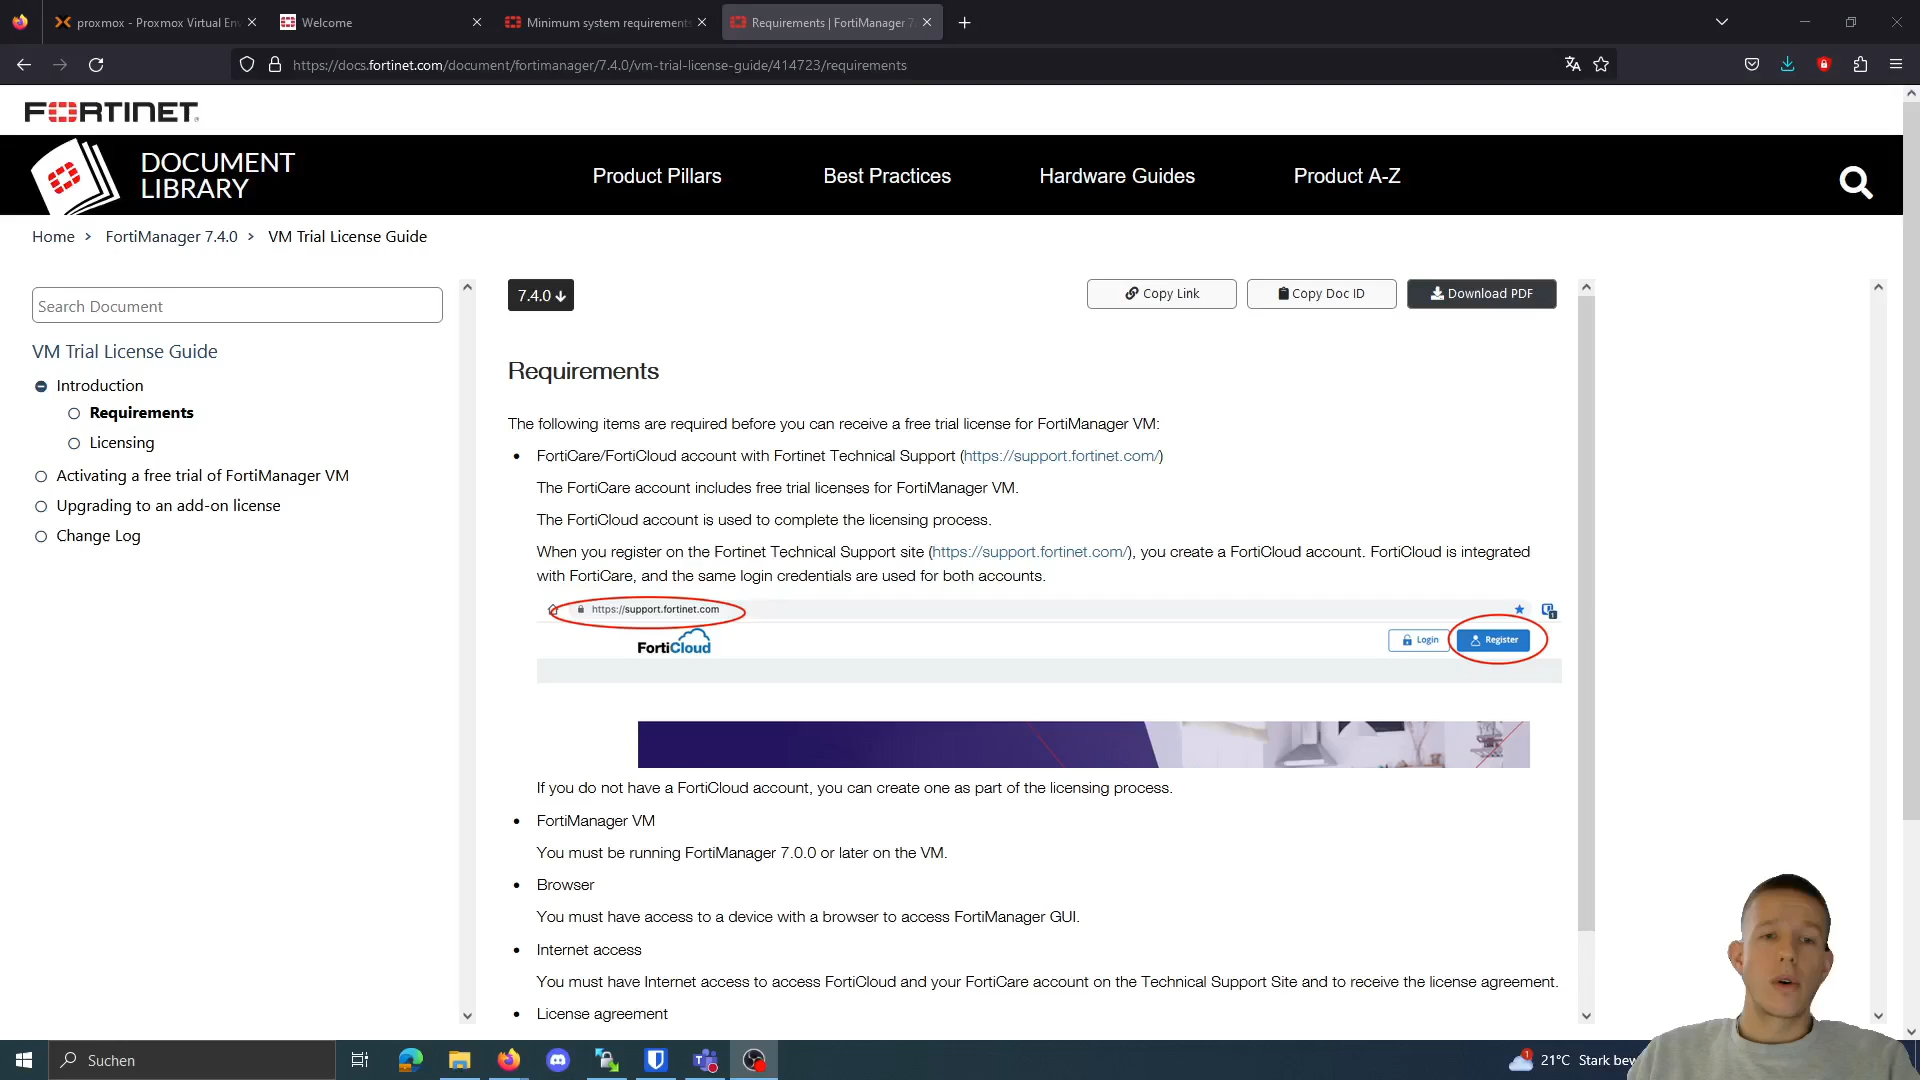 proxmox - Proxmox Virtual En
Welcome
Minimum system requirements
Requirements | FortiManager 7
https://docs.fortinet.com/document/fortimanager/7.4.0/vm-trial-license-guide/414723/requirements
FORTINET
DOCUMENT
LIBRARY
Product Pillars
Best Practices
Hardware Guides
Product A-Z
Home > FortiManager 7.4.0 > VM Trial License Guide
Search Document
VM Trial License Guide
Introduction
Requirements
Licensing
Activating a free trial of FortiManager VM
Upgrading to an add-on license
Change Log
7.4.0
Copy Link
Copy Doc ID
Download PDF
Requirements
The following items are required before you can receive a free trial license for FortiManager VM:
• FortiCare/FortiCloud account with Fortinet Technical Support (https://support.fortinet.com/)
The FortiCare account includes free trial licenses for FortiManager VM.
The FortiCloud account is used to complete the licensing process.
When you register on the Fortinet Technical Support site (https://support.fortinet.com/), you create a FortiCloud account. FortiCloud is integrated
with FortiCare, and the same login credentials are used for both accounts.
https://support.fortinet.com
FortiCloud
Login
Register
If you do not have a FortiCloud account, you can create one as part of the licensing process.
• FortiManager VM
You must be running FortiManager 7.0.0 or later on the VM.
• Browser
You must have access to a device with a browser to access FortiManager GUI.
• Internet access
You must have Internet access to access FortiCloud and your FortiCare account on the Technical Support Site and to receive the license agreement.
• License agreement
Suchen
1
21°C Stark bew